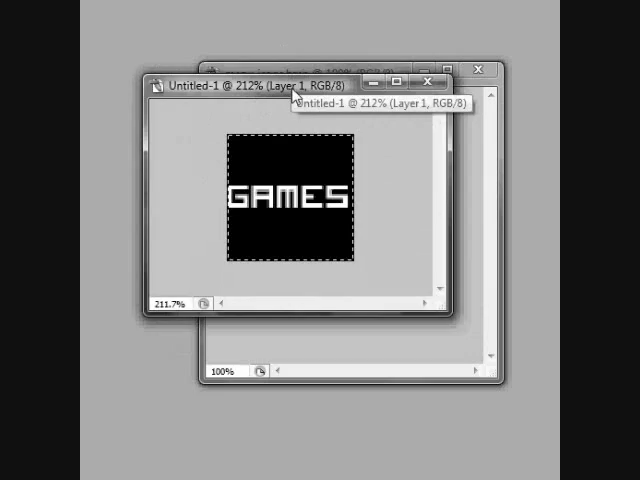 Untitled-1 @ 212% (Layer 1, RGB/8)
Untitled-1 @ 212% (Layer 1, RGB/8)
GAMES
211.7%
100%